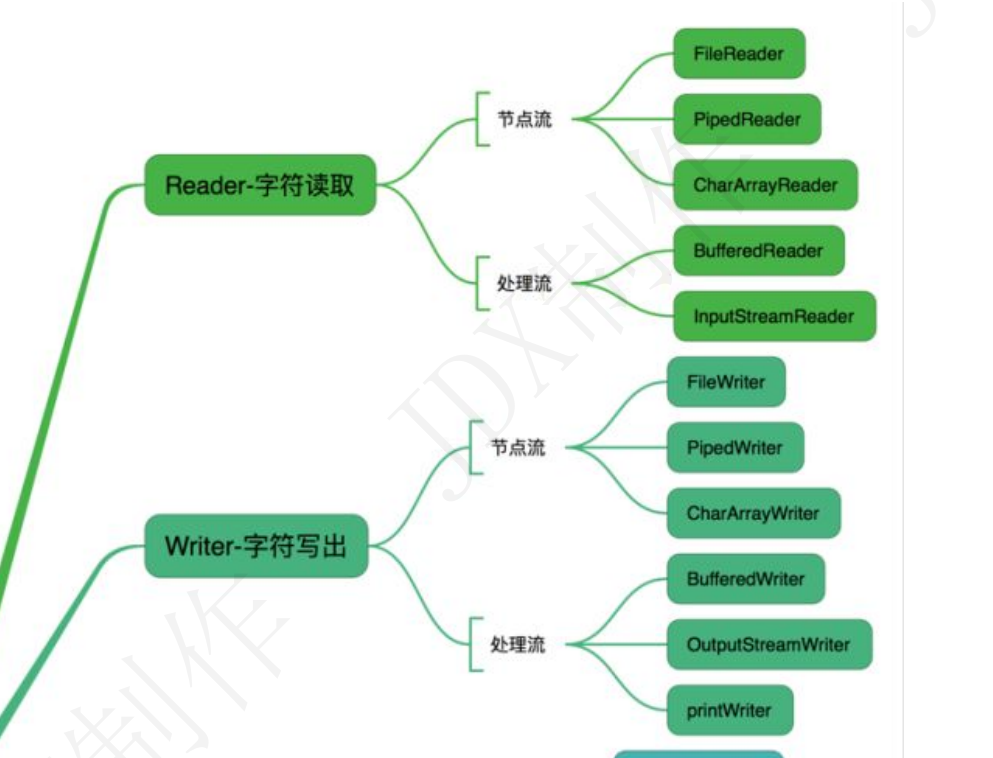 FileReader
节点流
PipedReader
Reader-字符读取
CharArrayReader
BufferedReader
处理流
InputStreamReader
FileWriter
节点流
PipedWriter
CharArrayWriter
Writer-字符写出
BufferedWriter
处理流
OutputStreamWriter
printWriter
JDX制作
制作